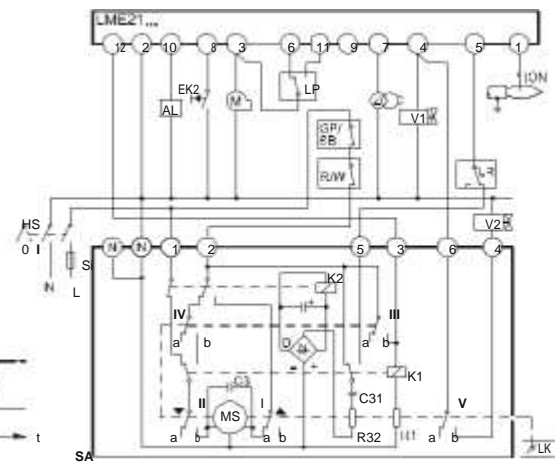 LME21...
12 2 10 8 3 6 11 9 7 4 5 1
EK2
LP
ION
AL
M
GP/
BB
R/W
V1
R
HS
0 I
V2
N N 1 2 5 3 6 4
S
N
L
K2
IV
III
a b
a b
D
N
- +
K1
C3
C31
II
MS
I
V
a b
a b
R32
a b
LK
t
SA